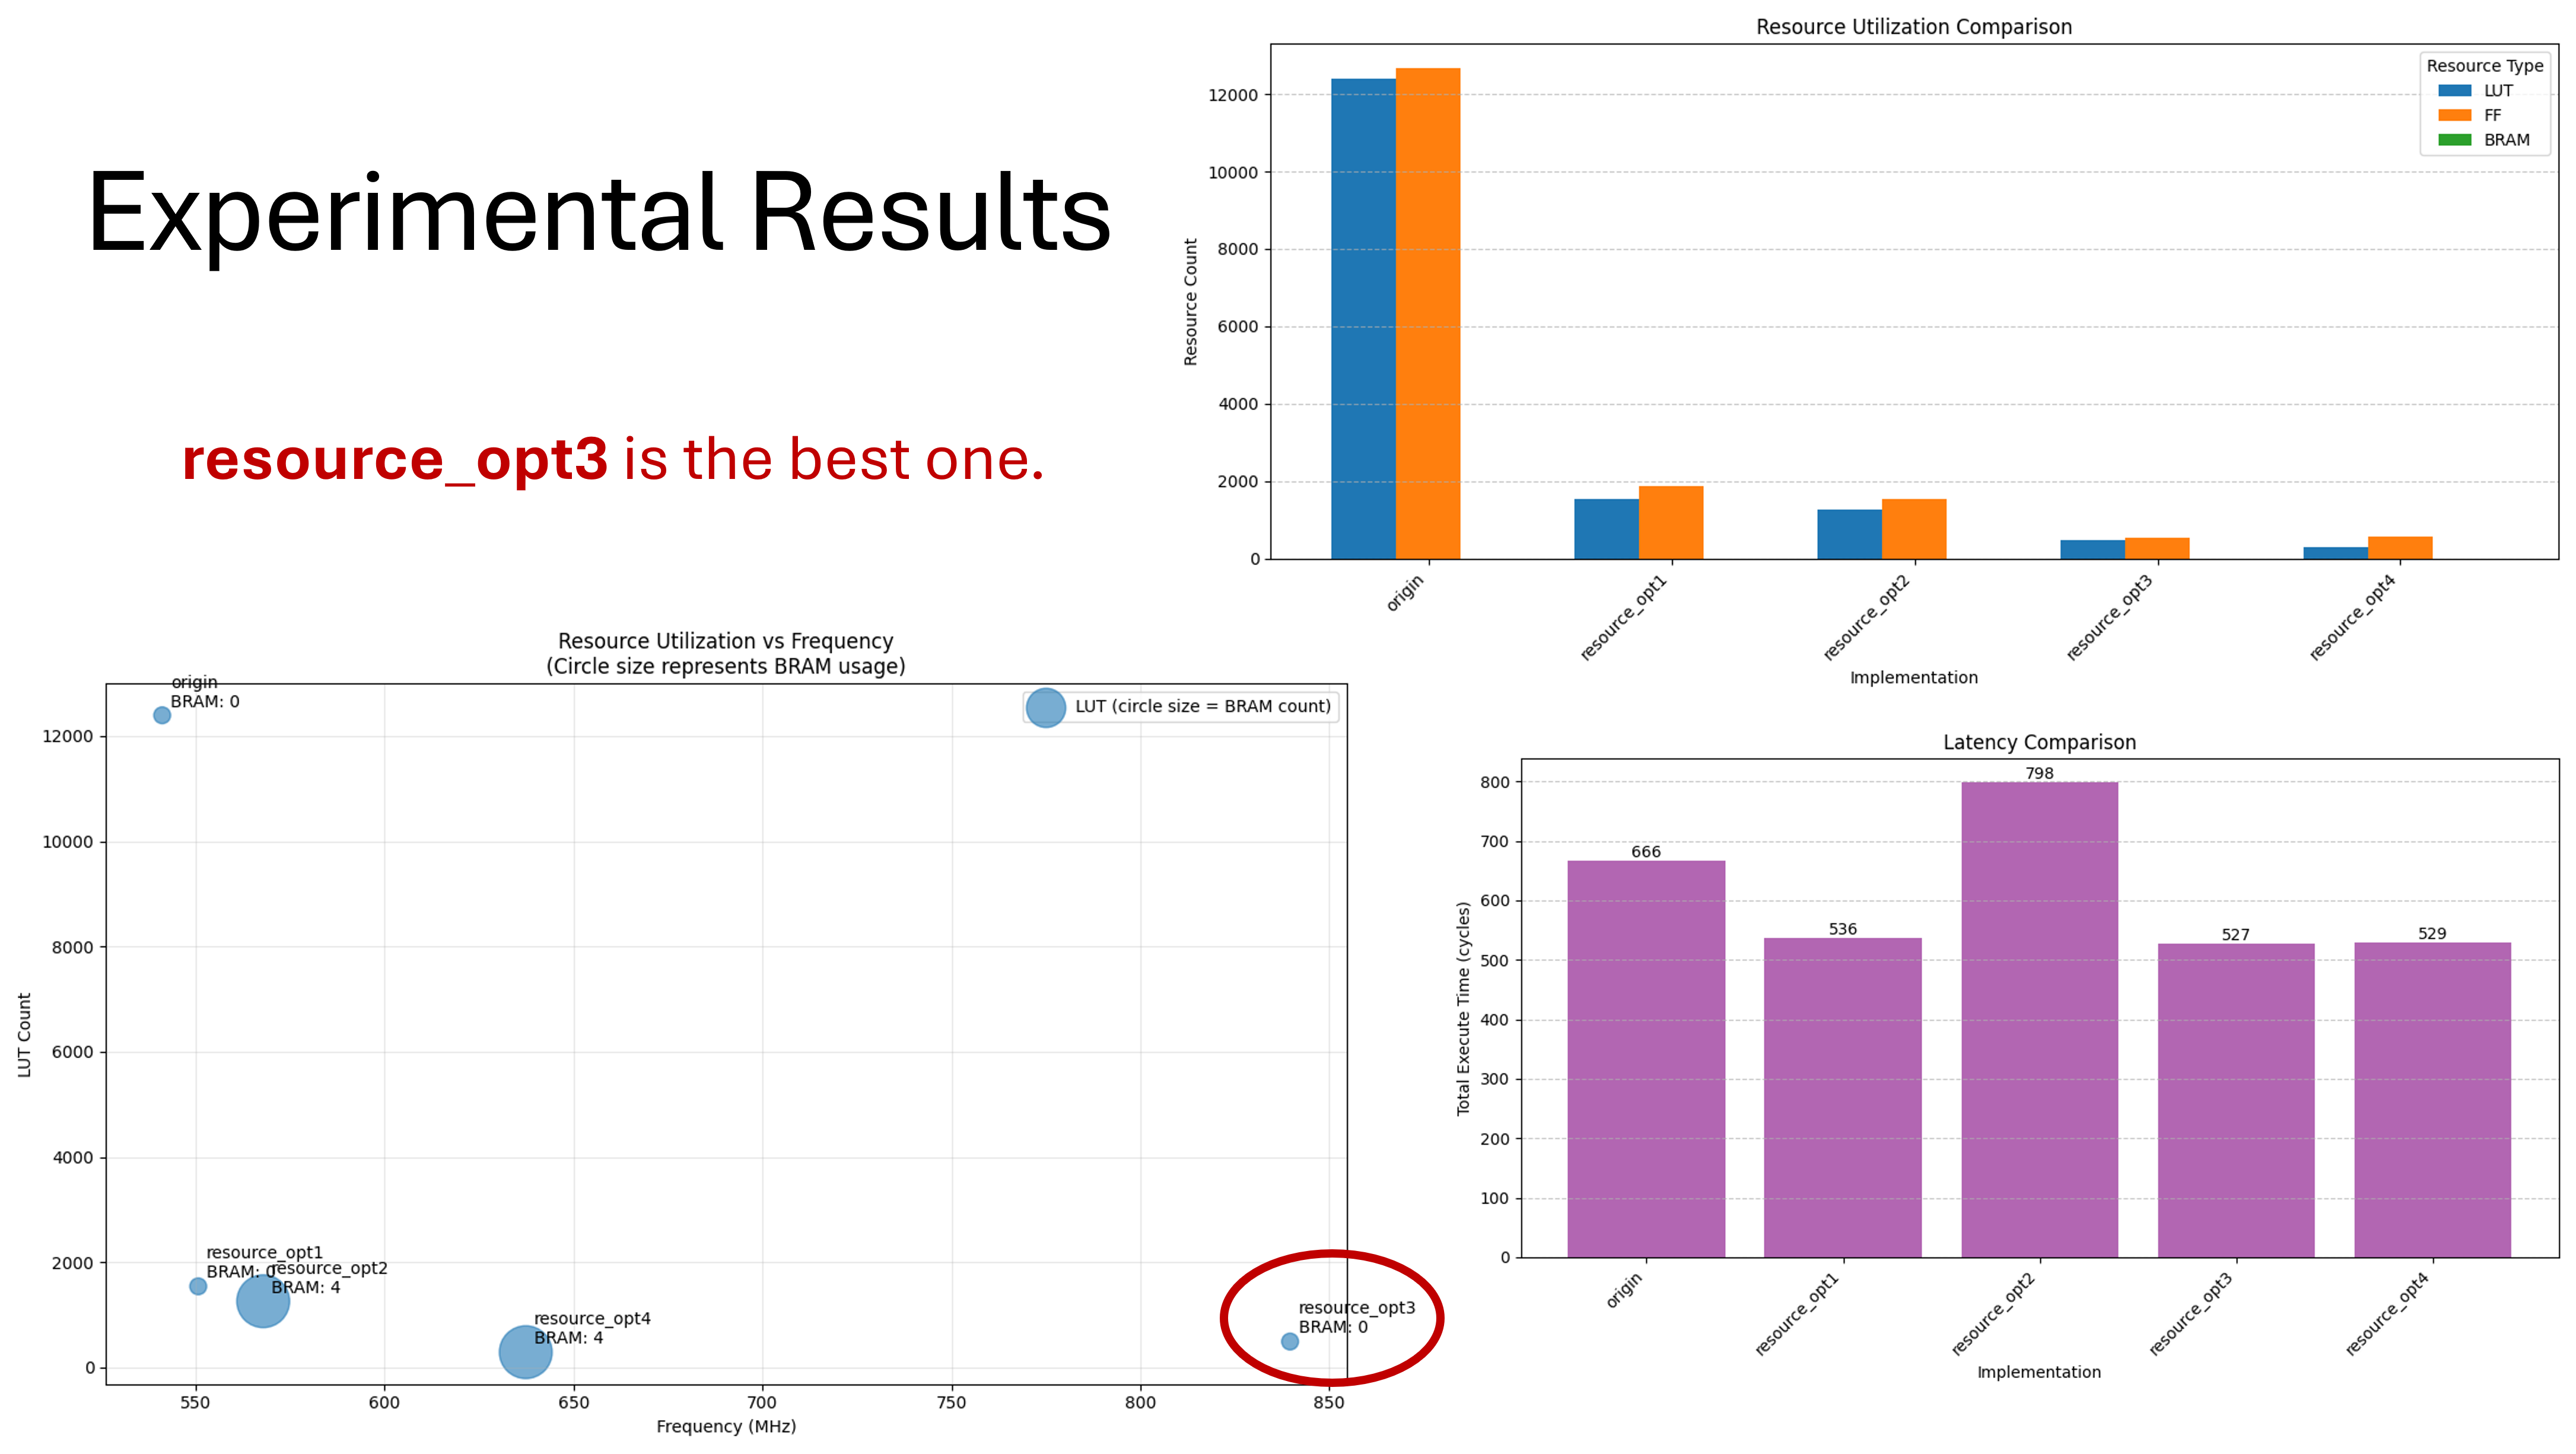 Experimental Results
resource_opt3 is the best one.
Resource Utilization Comparison
Resource Type
LUT
FF
BRAM
12000
10000
8000
6000
4000
2000
0
Resource Count
origin
resource_opt1
resource_opt2
resource_opt3
resource_opt4
Implementation
Resource Utilization vs Frequency
(Circle size represents BRAM usage)
LUT (circle size = BRAM count)
origin
BRAM: 0
12000
10000
8000
6000
4000
2000
0
LUT Count
resource_opt1
BRAM: 0
resource_opt2
BRAM: 4
resource_opt4
BRAM: 4
resource_opt3
BRAM: 0
550
600
650
700
750
800
850
Frequency (MHz)
Latency Comparison
800
700
600
500
400
300
200
100
0
Total Execute Time (cycles)
666
536
798
527
529
origin
resource_opt1
resource_opt2
resource_opt3
resource_opt4
Implementation